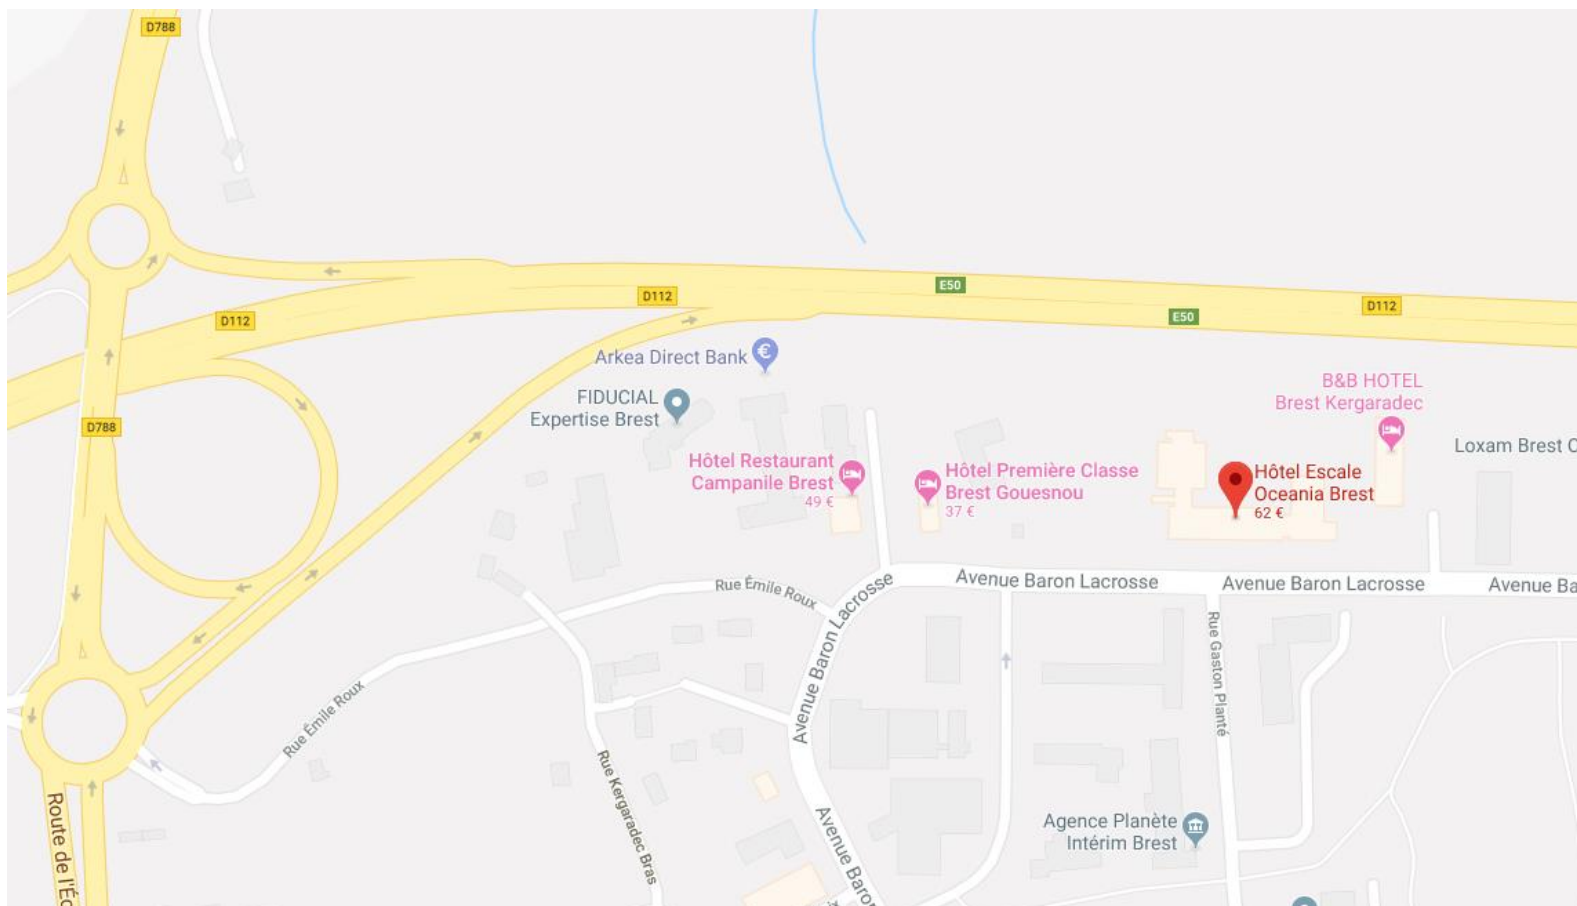 D788
E50
D112
D112
E50
D112
Arkea Direct Bank
€
FIDUCIAL
Expertise Brest
D788
B&B HOTEL
Brest Kergaradec
Loxam Brest C
Hôtel Restaurant
Campanile Brest
49 €
Hôtel Première Classe
Brest Gouesnou
37 €
Hôtel Escale
Oceania Brest
62 €
Rue Émile Roux
Avenue Baron Lacrosse
Avenue Baron Lacrosse
Avenue Baron Lacrosse
Avenue Ba
Rue Émile Roux
Avenue Baron Lacrosse
Rue Gaston Planté
Rue Kergaradec Bras
Route de l'Éc
Avenue Baro
Agence Planète
Intérim Brest